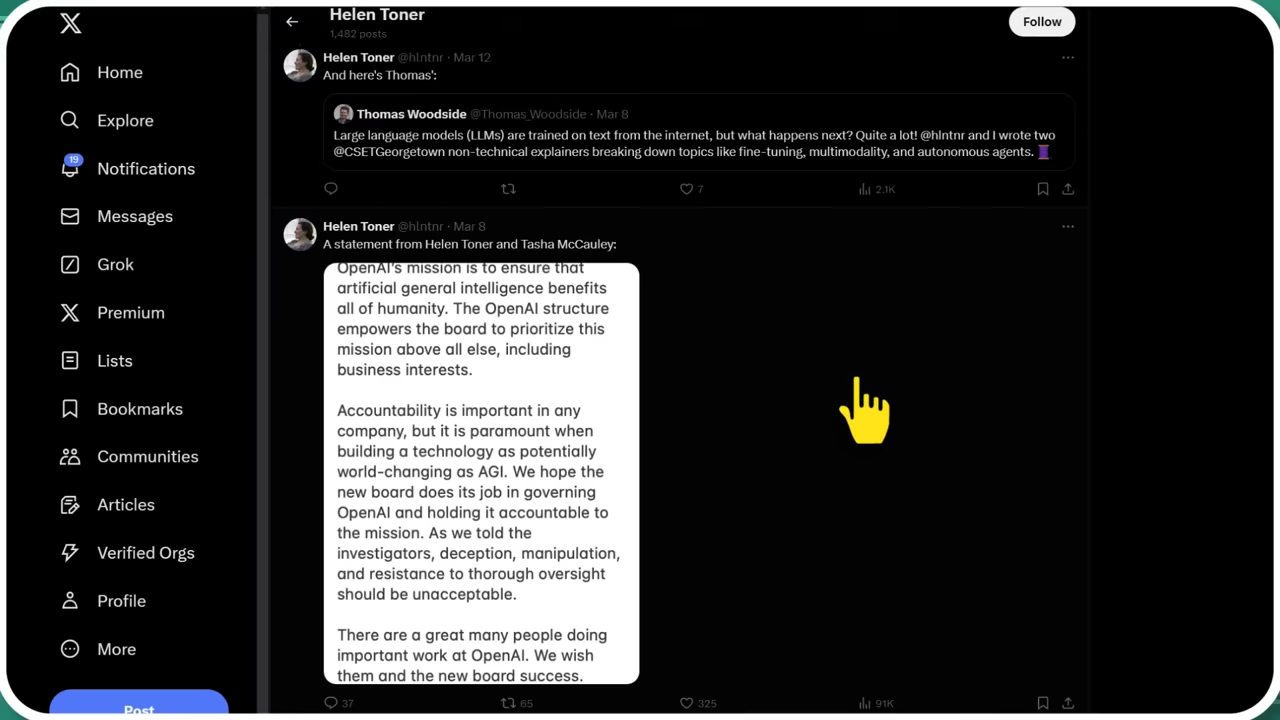 Home
Explore
19
Notifications
Messages
Grok
Premium
Lists
Bookmarks
Communities
Articles
Verified Orgs
Profile
More
Post
Helen Toner
1,482 posts
Follow
Helen Toner @hlntnr · Mar 12
And here's Thomas':
Thomas Woodside @Thomas_Woodside · Mar 8
Large language models (LLMs) are trained on text from the internet, but what happens next? Quite a lot! @hlntnr and I wrote two
@CSETGeorgetown non-technical explainers breaking down topics like fine-tuning, multimodality, and autonomous agents. 🧵
7
2.1K
Helen Toner @hlntnr · Mar 8
A statement from Helen Toner and Tasha McCauley:
OpenAI's mission is to ensure that
artificial general intelligence benefits
all of humanity. The OpenAI structure
empowers the board to prioritize this
mission above all else, including
business interests.
Accountability is important in any
company, but it is paramount when
building a technology as potentially
world-changing as AGI. We hope the
new board does its job in governing
OpenAI and holding it accountable to
the mission. As we told the
investigators, deception, manipulation,
and resistance to thorough oversight
should be unacceptable.
There are a great many people doing
important work at OpenAI. We wish
them and the new board success.
37
65
325
91K